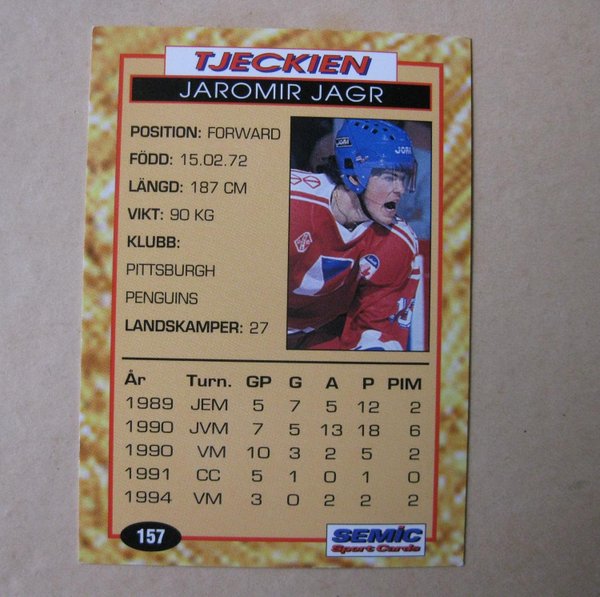 TJECKIEN
JAROMIR JAGR
POSITION: FORWARD
FÖDD: 15.02.72
LÄNGD: 187 CM
VIKT: 90 KG
KLUBB:
PITTSBURGH
PENGUINS
LANDSKAMPER: 27
JOFA
JOFA
År Turn. GP G A P PIM
1989 JEM 5 7 5 12 2
1990 JVM 7 5 13 18 6
1990 VM 10 3 2 5 2
1991 CC 5 1 0 1 0
1994 VM 3 0 2 2 2
157
SEMIC
Sport Cards